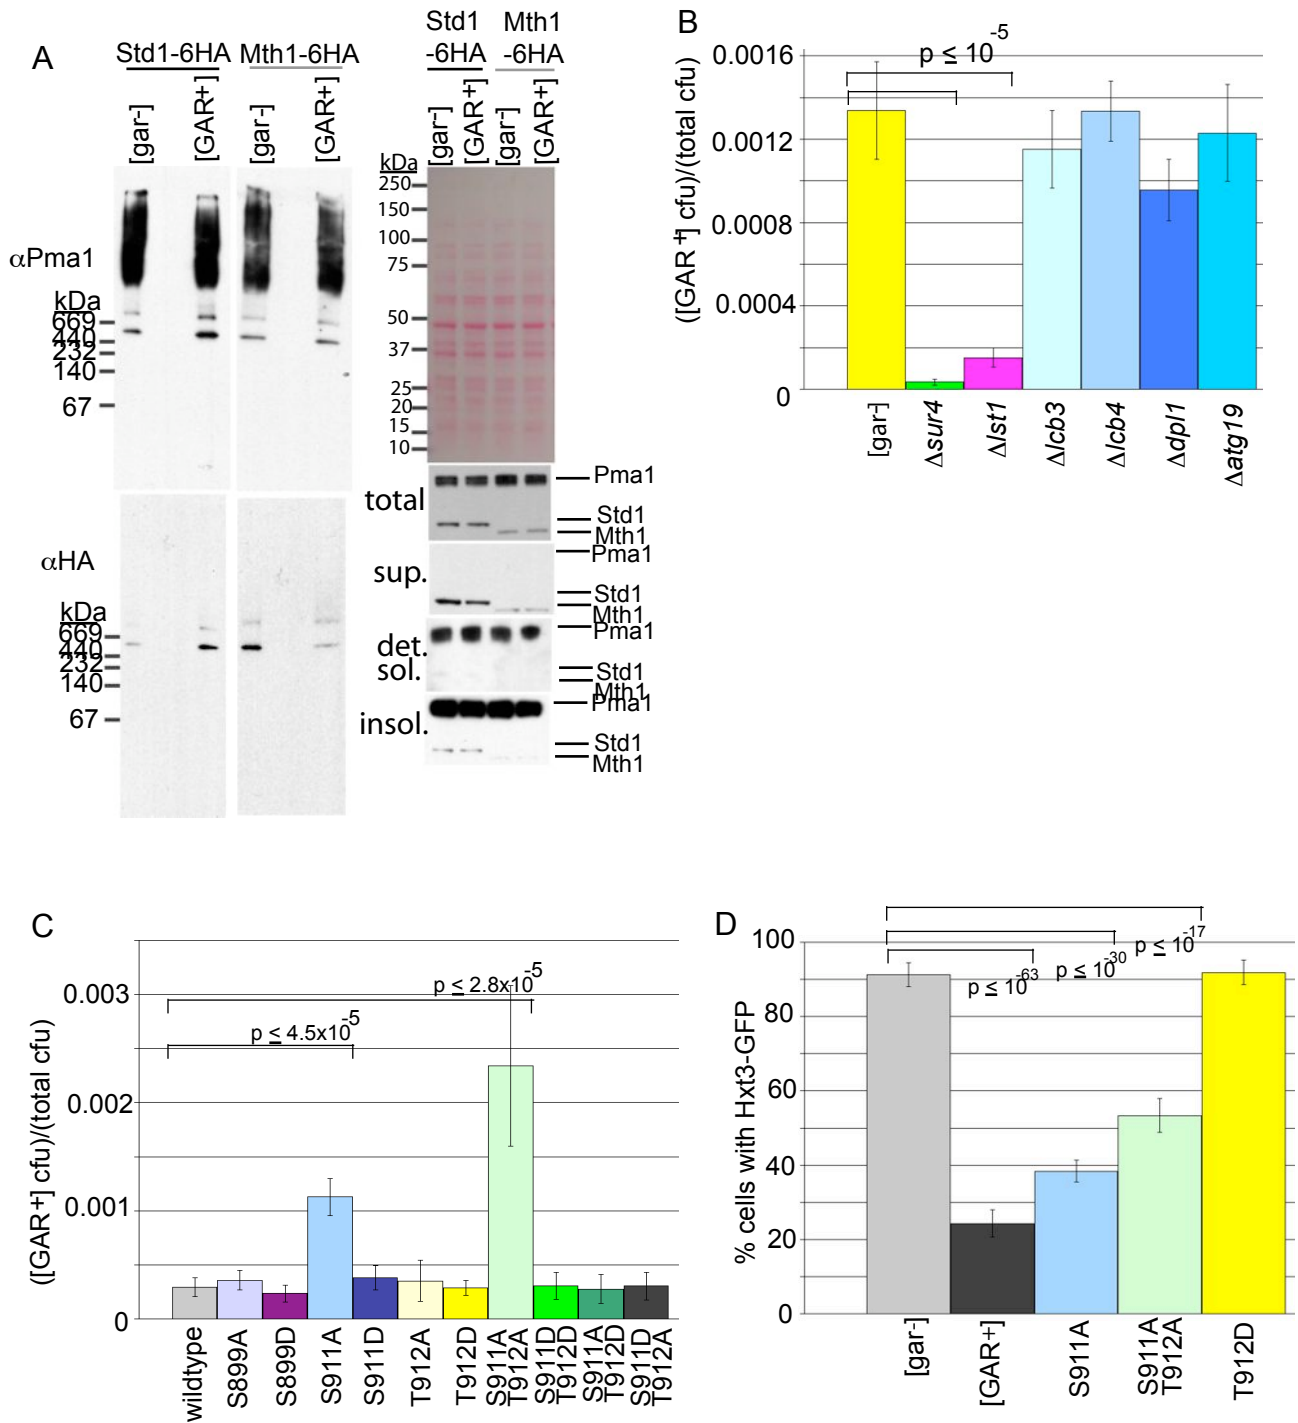 A
Std1-6HA Mth1-6HA
[gar-] [GAR+] [gar-] [GAR+]
αPma1
kDa
669
440
232
140
67
αHA
kDa
669
440
232
140
67
Std1 Mth1
-6HA -6HA
[gar-] [GAR+] [gar-] [GAR+]
kDa
250
150
100
75
50
37
25
20
15
10
total
Pma1
Std1
Mth1
sup.
Pma1
Std1
Mth1
det.
sol.
Pma1
Std1
Mth1
insol.
Pma1
Std1
Mth1
B
([GAR+] cfu)/(total cfu)
0.0016
0.0012
0.0008
0.0004
0
p ≤ 10-5
[gar-] Δsur4 Δlst1 Δlcb3 Δlcb4 Δdpl1 Δatg19
C
([GAR+] cfu)/(total cfu)
0.003
0.002
0.001
0
p ≤ 2.8x10-5
p ≤ 4.5x10-5
wildtype S899A S899D S911A S911D T912A T912D S911A T912A S911D T912D S911A T912D S911D T912A
D
% cells with Hxt3-GFP
100
80
60
40
20
0
p ≤ 10-63
p ≤ 10-30
p ≤ 10-17
[gar-] [GAR+] S911A S911A T912A T912D